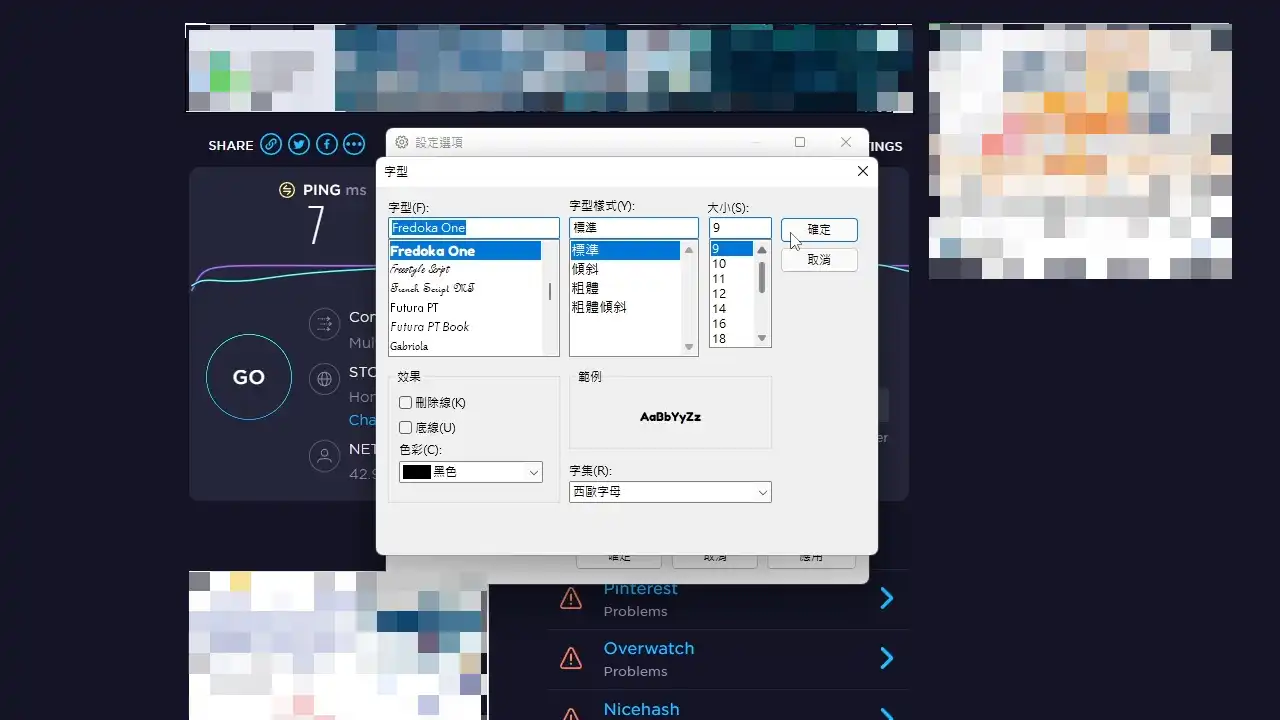 SHARE
設定選項
INGS
字型
PING ms
7
字型(F):
Fredoka One
Fredoka One
Freestyle Script
French Script MT
Futura PT
Futura PT Book
Gabriola
字型樣式(Y):
標準
標準
傾斜
粗體
粗體傾斜
大小(S):
9
9
10
11
12
14
16
18
確定
取消
GO
Con
Mul
STC
Hon
Cha
NET
42.9
er
效果
刪除線(K)
底線(U)
色彩(C):
黑色
範例
AaBbYyZz
字集(R):
西歐字母
確定
取消
應用
Pinterest
Problems
Overwatch
Problems
Nicehash